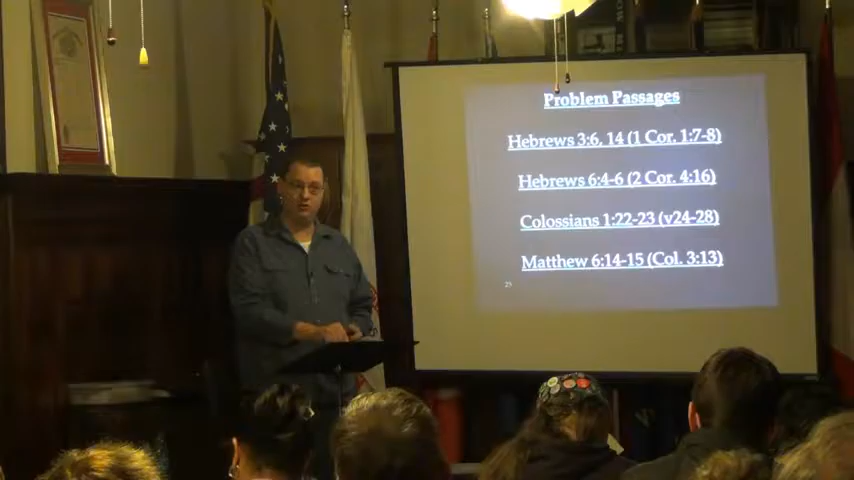 Problem Passages
Hebrews 3:6, 14 (1 Cor. 1:7-8)
Hebrews 6:4-6 (2 Cor. 4:16)
Colossians 1:22-23 (v24-28)
Matthew 6:14-15 (Col. 3:13)